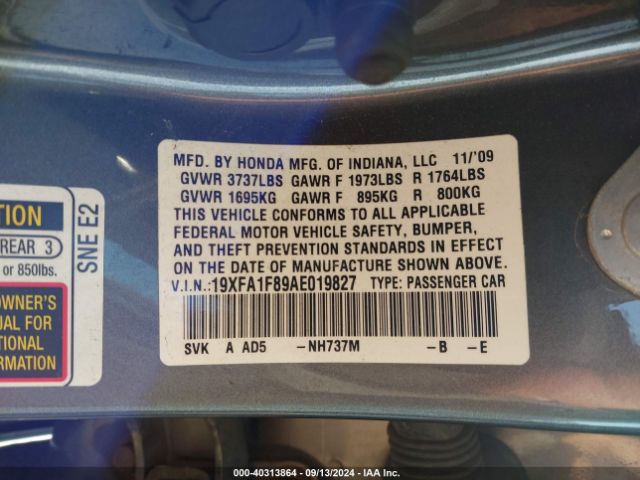 MFD. BY HONDA MFG. OF INDIANA, LLC 11/'09
GVWR 3737LBS GAWR F 1973LBS R 1764LBS
GVWR 1695KG GAWR F 895KG R 800KG
THIS VEHICLE CONFORMS TO ALL APPLICABLE
FEDERAL MOTOR VEHICLE SAFETY, BUMPER,
AND THEFT PREVENTION STANDARDS IN EFFECT
ON THE DATE OF MANUFACTURE SHOWN ABOVE.
V.I.N.:19XFA1F89AE019827 TYPE: PASSENGER CAR
SVK A AD5 -NH737M -B -E
TION
REAR 3
or 850lbs.
SNE E2
OWNER'S
UAL FOR
TIONAL
000-40313864 / 09/13/2024 / IAA Inc.